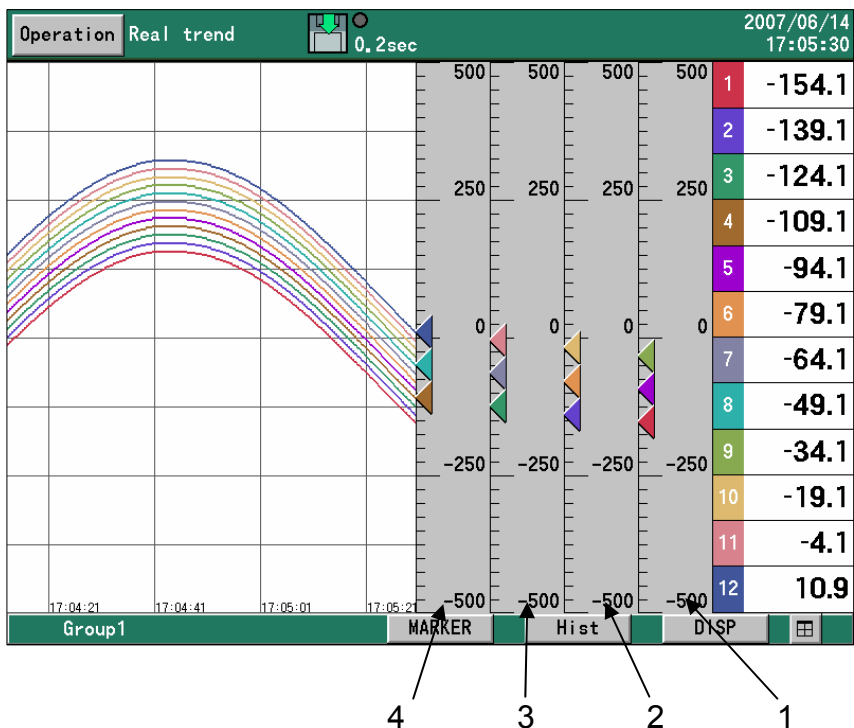 Operation Real trend 0.2sec 2007/06/14
17:05:30
500 500 500 500
250 250 250 250
0 0 0 0
-250 -250 -250 -250
-500 -500 -500 -500
1 -154.1
2 -139.1
3 -124.1
4 -109.1
5 -94.1
6 -79.1
7 -64.1
8 -49.1
9 -34.1
10 -19.1
11 -4.1
12 10.9
17:04:21 17:04:41 17:05:01 17:05:21
Group1 MARKER Hist DISP
4 3 2 1